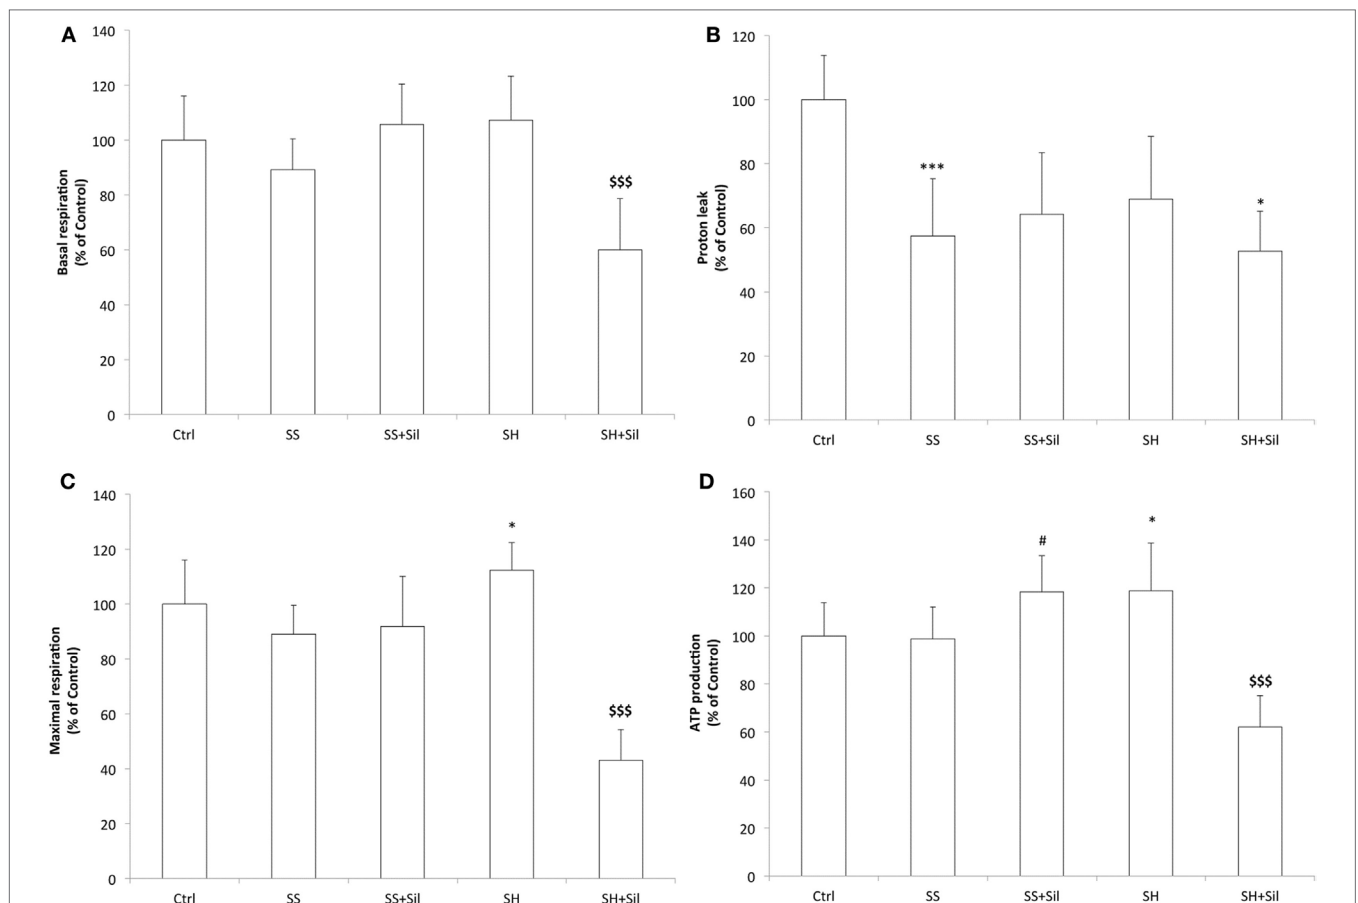 A
140
120
100
80
60
40
20
0
Basal respiration
(% of Control)
$$$
Ctrl SS SS+Sil SH SH+Sil
B
120
100
80
60
40
20
0
Proton leak
(% of Control)
***
*
Ctrl SS SS+Sil SH SH+Sil
C
140
120
100
80
60
40
20
0
Maximal respiration
(% of Control)
*
$$$
Ctrl SS SS+Sil SH SH+Sil
D
160
140
120
100
80
60
40
20
0
ATP production
(% of Control)
#
*
$$$
Ctrl SS SS+Sil SH SH+Sil